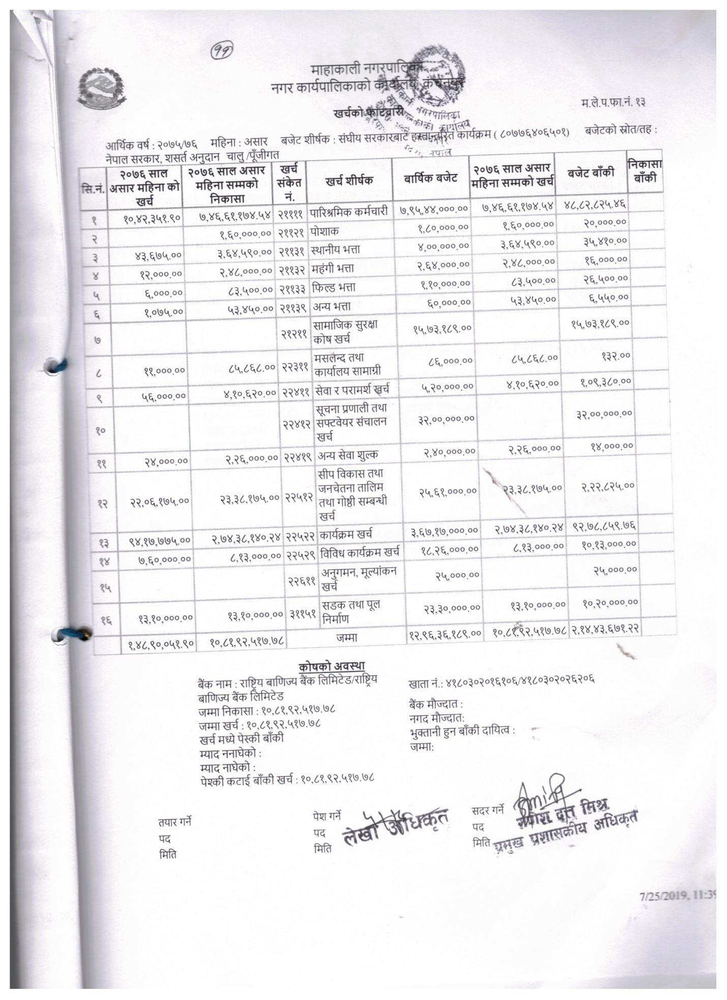 ११
माहाकाली नगरपालिका
नगर कार्यपालिकाको कार्यालय, कंचनपुर
म.ले.प.फा.नं. १३
खर्चको फाटवारी
नगरपालिका
कार्यालय
नेपाल
आर्थिक वर्ष : २०७५/७६ महिना : असार बजेट शीर्षक : संघीय सरकारबाट हस्तान्तरित कार्यक्रम ( ८०७७६४०६५०१) बजेटको स्रोत/तह :
नेपाल सरकार, शसर्त अनुदान चालु /पूँजीगत
सि.नं. २०७६ साल असार महिना को खर्च २०७६ साल असार महिना सम्मको निकासा खर्च संकेत नं. खर्च शीर्षक बार्षिक बजेट २०७६ साल असार महिना सम्मको खर्च बजेट बाँकी निकासा बाँकी
१ १०,४२,३५१.९० ७,४६,६१,१७४.५४ २११११ पारिश्रमिक कर्मचारी ७,९५,४४,०००.०० ७,४६,६१,१७४.५४ ४८,८२,८२५.४६
२ १,६०,०००.०० २११२१ पोशाक १,८०,०००.०० १,६०,०००.०० २०,०००.००
३ ४३,६७५.०० ३,६४,५९०.०० २११३१ स्थानीय भत्ता ४,००,०००.०० ३,६४,५९०.०० ३५,४१०.००
४ १२,०००.०० २,४८,०००.०० २११३२ महंगी भत्ता २,६४,०००.०० २,४८,०००.०० १६,०००.००
५ ६,०००.०० ८३,५००.०० २११३३ फिल्ड भत्ता १,१०,०००.०० ८३,५००.०० २६,५००.००
६ १,०७५.०० ५३,४५०.०० २११३९ अन्य भत्ता ६०,०००.०० ५३,४५०.०० ६,५५०.००
७ २१२११ सामाजिक सुरक्षा कोष खर्च १५,७३,१८९.०० १५,७३,१८९.००
८ ११,०००.०० ८५,८६८.०० २२३११ मसलन्द तथा कार्यालय सामाग्री ८६,०००.०० ८५,८६८.०० १३२.००
९ ५६,०००.०० ४,१०,६२०.०० २२४११ सेवा र परामर्श खर्च ५,२०,०००.०० ४,१०,६२०.०० १,०९,३८०.००
१० २२४१२ सूचना प्रणाली तथा सफ्टवेयर संचालन खर्च ३२,००,०००.०० ३२,००,०००.००
११ २४,०००.०० २,२६,०००.०० २२४१९ अन्य सेवा शुल्क २,४०,०००.०० २,२६,०००.०० १४,०००.००
१२ २२,०६,१७५.०० २३,३८,१७५.०० २२५१२ सीप विकास तथा जनचेतना तालिम तथा गोष्ठी सम्बन्धी खर्च २५,६१,०००.०० २३,३८,१७५.०० २,२२,८२५.००
१३ ९४,१७,७७५.०० २,७४,३८,१४०.२४ २२५२२ कार्यक्रम खर्च ३,६७,१७,०००.०० २,७४,३८,१४०.२४ ९२,७८,८५९.७६
१४ ७,६०,०००.०० ८,१३,०००.०० २२५२९ विविध कार्यक्रम खर्च १८,२६,०००.०० ८,१३,०००.०० १०,१३,०००.००
१५ २२६११ अनुगमन, मूल्यांकन खर्च २५,०००.०० २५,०००.००
१६ १३,१०,०००.०० १३,१०,०००.०० ३११५१ सडक तथा पूल निर्माण २३,३०,०००.०० १३,१०,०००.०० १०,२०,०००.००
१,४८,९०,०५१.९० १०,८१,९२,५१७.७८ जम्मा १२,९६,३६,१८९.०० १०,८१,९२,५१७.७८ २,१४,४३,६७१.२२
कोषको अवस्था
बैंक नाम : राष्ट्रिय बाणिज्य बैंक लिमिटेड/राष्ट्रिय
बाणिज्य बैंक लिमिटेड
जम्मा निकासा : १०,८१,९२,५१७.७८
जम्मा खर्च : १०,८१,९२,५१७.७८
खर्च मध्ये पेस्की बाँकी
म्याद ननाघेको :
म्याद नाघेको :
पेश्की कटाई बाँकी खर्च : १०,८१,९२,५१७.७८
खाता नं.: ४१८०३०२०१६१०६/४१८०३०२०२६२०६
बैंक मौज्दात :
नगद मौज्दात:
भुक्तानी हुन बाँकी दायित्व :
जम्मा:
तयार गर्ने
पद
मिति
पेश गर्ने
पद
मिति
लेखा अधिकृत
सदर गर्ने
पद
मिति
गणेश दत्त मिश्र
प्रमुख प्रशासकीय अधिकृत
7/25/2019, 11:39